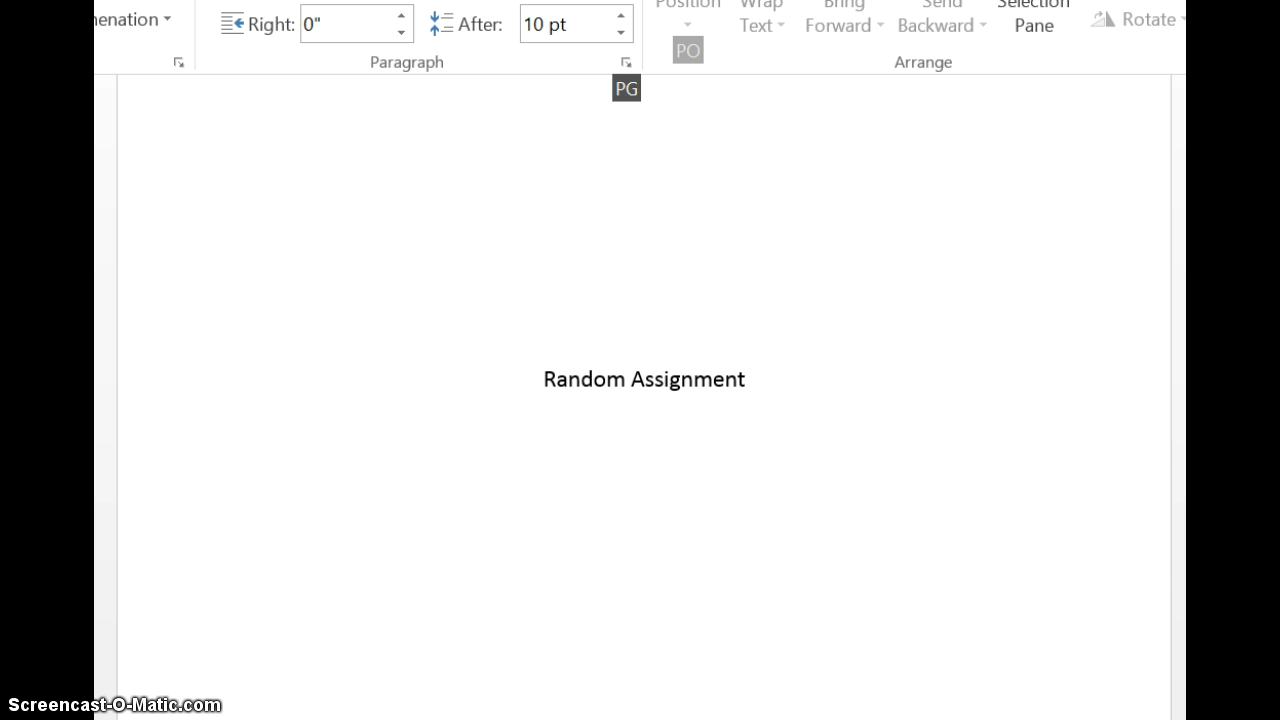 Position Wrap Bring Send Selection
henation Right: 0" After: 10 pt Text Forward Backward Pane Rotate
PO
Paragraph Arrange
PG
Random Assignment
Screencast-O-Matic.com